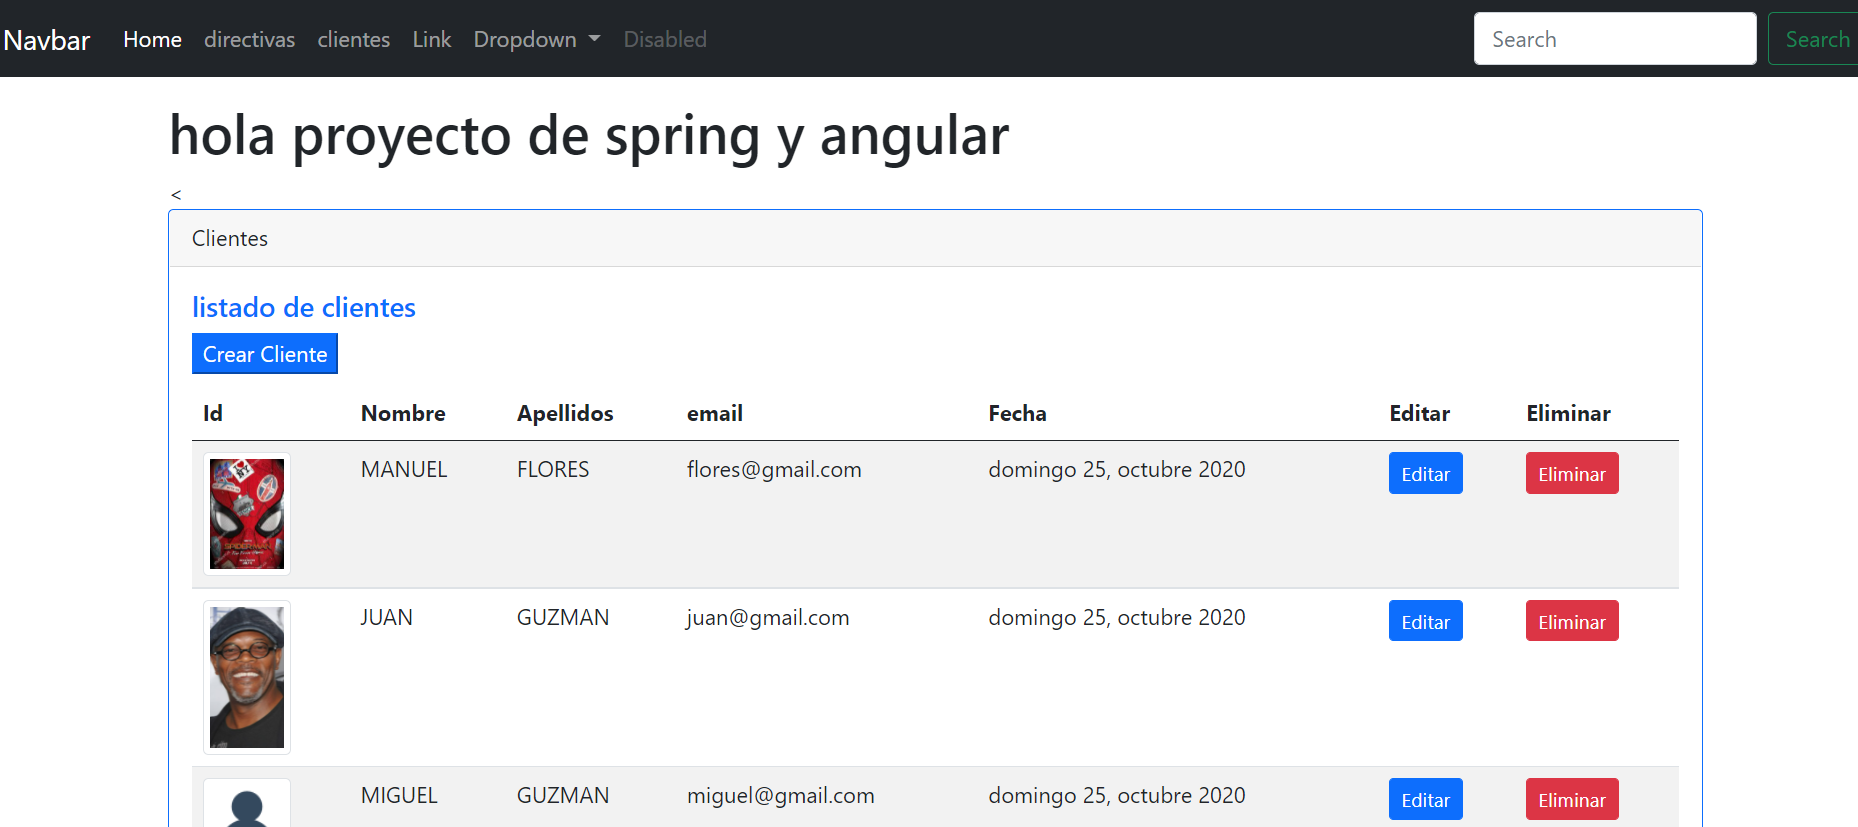 Navbar Home directivas clientes Link Dropdown Disabled Search Search
hola proyecto de spring y angular
<
Clientes
listado de clientes
Crear Cliente
Id Nombre Apellidos email Fecha Editar Eliminar
MANUEL FLORES flores@gmail.com domingo 25, octubre 2020 Editar Eliminar
NY
SPIDER-MAN
JUAN GUZMAN juan@gmail.com domingo 25, octubre 2020 Editar Eliminar
MIGUEL GUZMAN miguel@gmail.com domingo 25, octubre 2020 Editar Eliminar